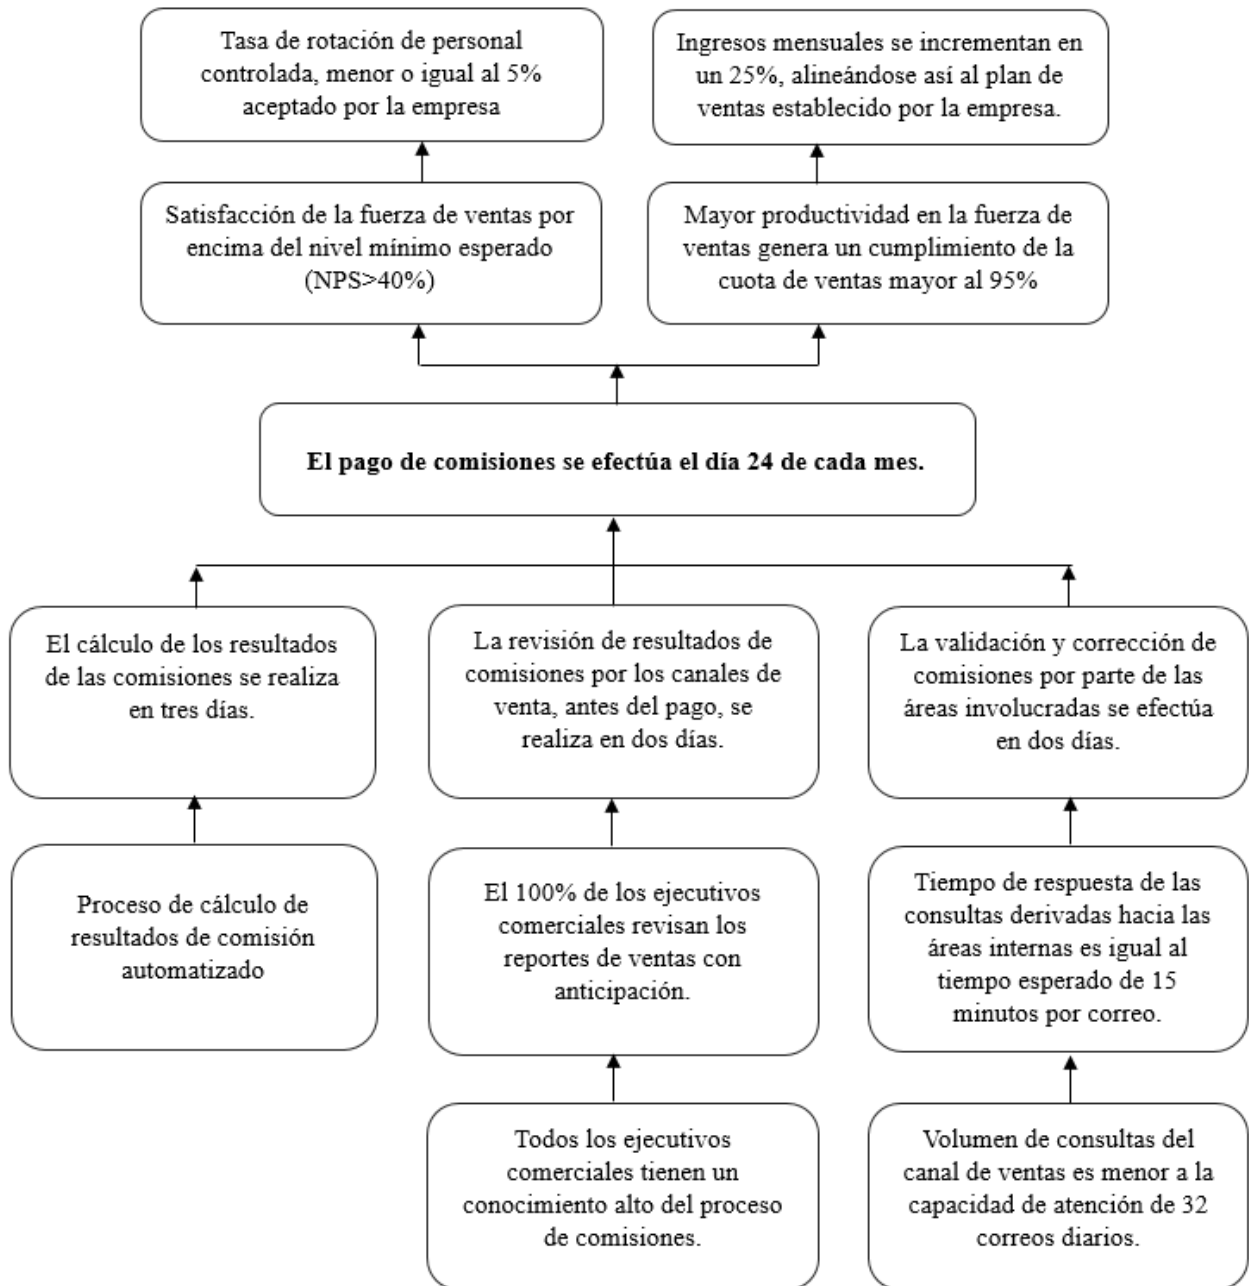 Tasa de rotación de personal
controlada, menor o igual al 5%
aceptado por la empresa
Ingresos mensuales se incrementan en
un 25%, alineándose así al plan de
ventas establecido por la empresa.
Satisfacción de la fuerza de ventas por
encima del nivel mínimo esperado
(NPS>40%)
Mayor productividad en la fuerza de
ventas genera un cumplimiento de la
cuota de ventas mayor al 95%
El pago de comisiones se efectúa el día 24 de cada mes.
El cálculo de los resultados
de las comisiones se realiza
en tres días.
La revisión de resultados de
comisiones por los canales de
venta, antes del pago, se
realiza en dos días.
La validación y corrección de
comisiones por parte de las
áreas involucradas se efectúa
en dos días.
Proceso de cálculo de
resultados de comisión
automatizado
El 100% de los ejecutivos
comerciales revisan los
reportes de ventas con
anticipación.
Tiempo de respuesta de las
consultas derivadas hacia las
áreas internas es igual al
tiempo esperado de 15
minutos por correo.
Todos los ejecutivos
comerciales tienen un
conocimiento alto del proceso
de comisiones.
Volumen de consultas del
canal de ventas es menor a la
capacidad de atención de 32
correos diarios.